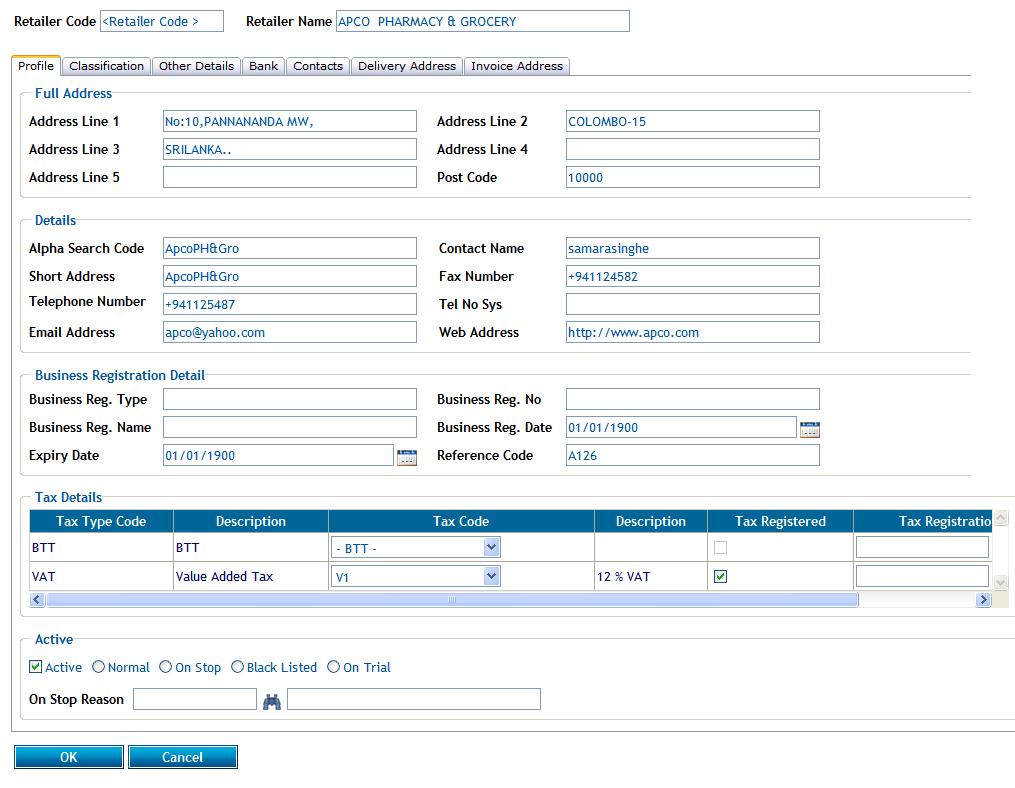 Retailer Code <Retailer Code > Retailer Name APCO PHARMACY & GROCERY
Profile Classification Other Details Bank Contacts Delivery Address Invoice Address
Full Address
Address Line 1 No:10,PANNANANDA MW, Address Line 2 COLOMBO-15
Address Line 3 SRILANKA.. Address Line 4
Address Line 5 Post Code 10000
Details
Alpha Search Code ApcoPH&Gro Contact Name samarasinghe
Short Address ApcoPH&Gro Fax Number +941124582
Telephone Number +941125487 Tel No Sys
Email Address apco@yahoo.com Web Address http://www.apco.com
Business Registration Detail
Business Reg. Type Business Reg. No
Business Reg. Name Business Reg. Date 01/01/1900
Expiry Date 01/01/1900 Reference Code A126
Tax Details
Tax Type Code Description Tax Code Description Tax Registered Tax Registratio
BTT BTT - BTT -
VAT Value Added Tax V1 12 % VAT
Active
Active Normal On Stop Black Listed On Trial
On Stop Reason
OK Cancel